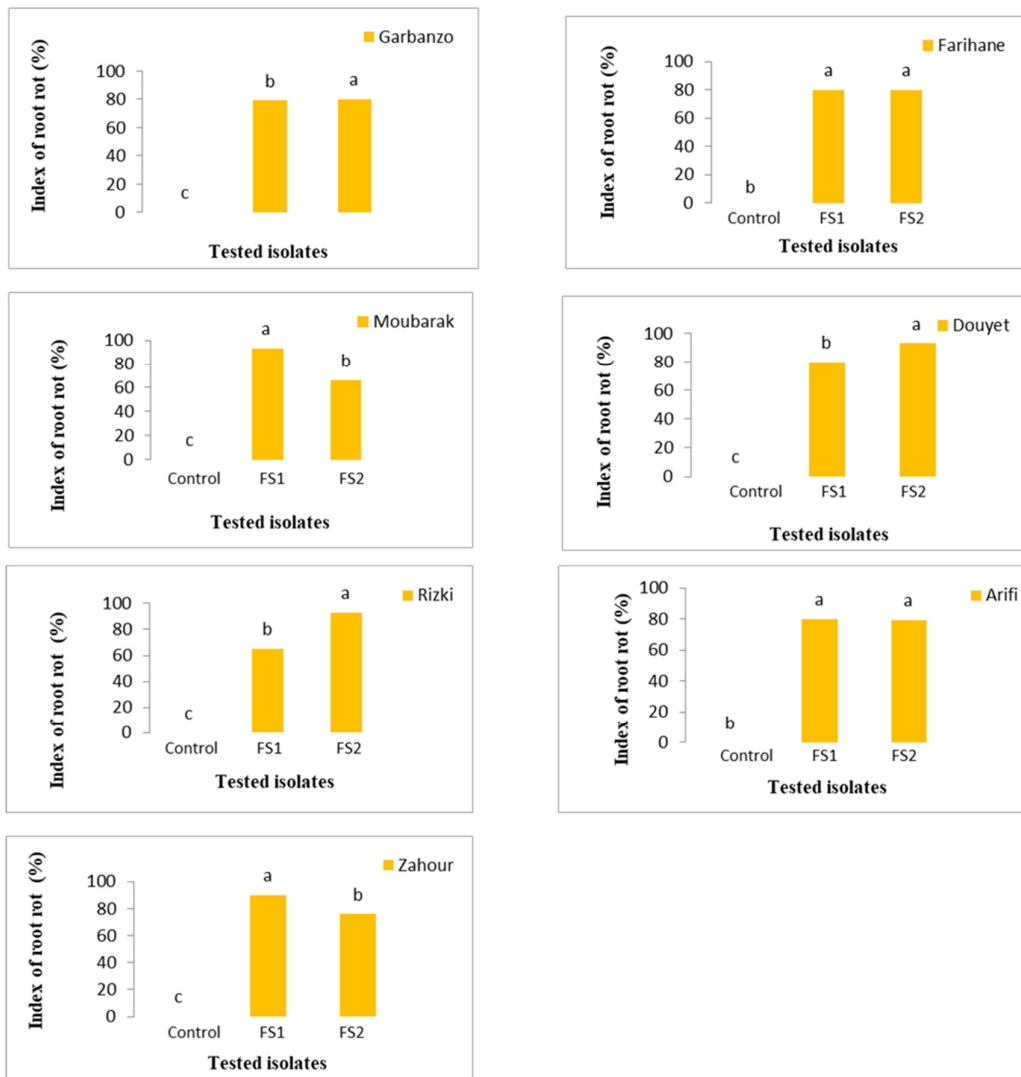 Garbanzo
Index of root rot (%)
100
80
60
40
20
0
c
b
a
Tested isolates
Farihane
Index of root rot (%)
100
80
60
40
20
0
b
a
a
Control FS1 FS2
Tested isolates
Moubarak
Index of root rot (%)
100
80
60
40
20
0
c
a
b
Control FS1 FS2
Tested isolates
Douyet
Index of root rot (%)
100
80
60
40
20
0
c
b
a
Control FS1 FS2
Tested isolates
Rizki
Index of root rot (%)
100
80
60
40
20
0
c
b
a
Control FS1 FS2
Tested isolates
Arifi
Index of root rot (%)
100
80
60
40
20
0
b
a
a
Control FS1 FS2
Tested isolates
Zahour
Index of root rot (%)
100
80
60
40
20
0
c
a
b
Control FS1 FS2
Tested isolates